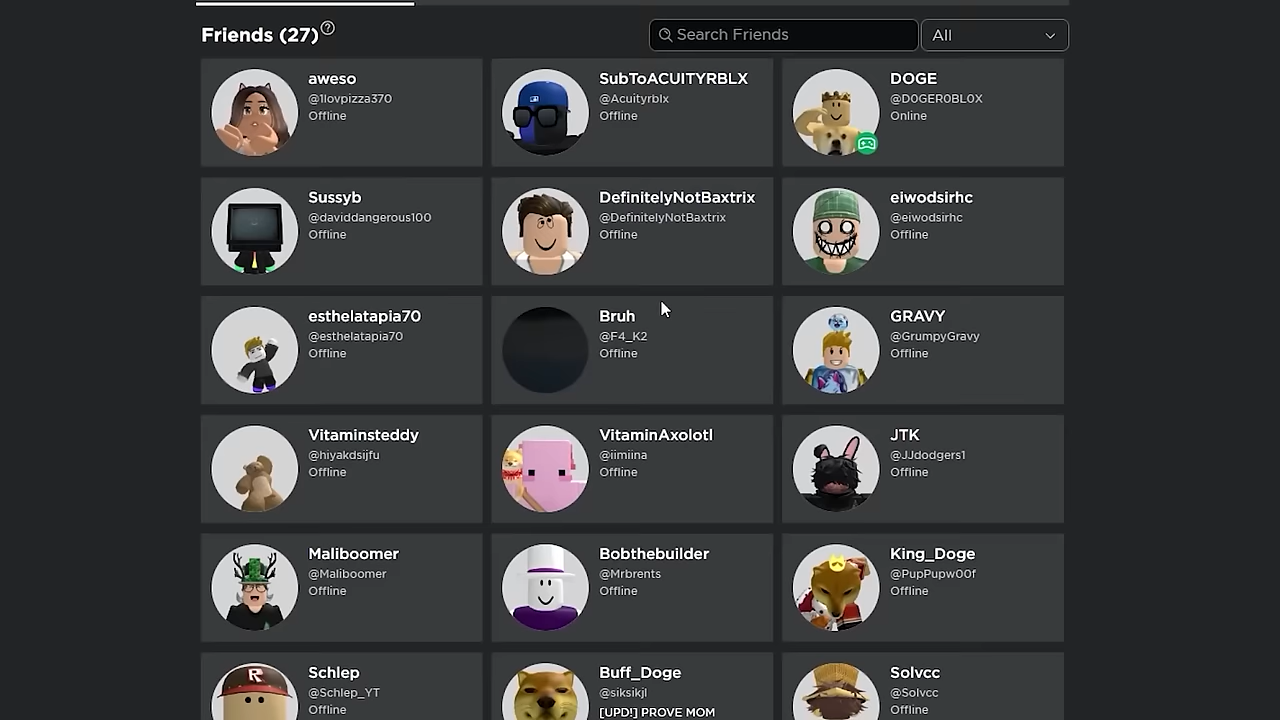 Friends (27)
?
Search Friends
All
aweso
@1lovpizza370
Offline
SubToACUITYRBLX
@Acuityrblx
Offline
DOGE
@D0GER0BL0X
Online
Sussyb
@daviddangerous100
Offline
DefinitelyNotBaxtrix
@DefinitelyNotBaxtrix
Offline
eiwodsirhc
@eiwodsirhc
Offline
esthelatapia70
@esthelatapia70
Offline
Bruh
@F4_K2
Offline
GRAVY
@GrumpyGravy
Offline
Vitaminsteddy
@hiyakdsijfu
Offline
VitaminAxolotl
@iimiina
Offline
JTK
@JJdodgers1
Offline
Maliboomer
@Maliboomer
Offline
Bobthebuilder
@Mrbrents
Offline
King_Doge
@PupPupw00f
Offline
Schlep
@Schlep_YT
Offline
Buff_Doge
@siksikjl
[UPD!] PROVE MOM
Solvcc
@Solvcc
Offline